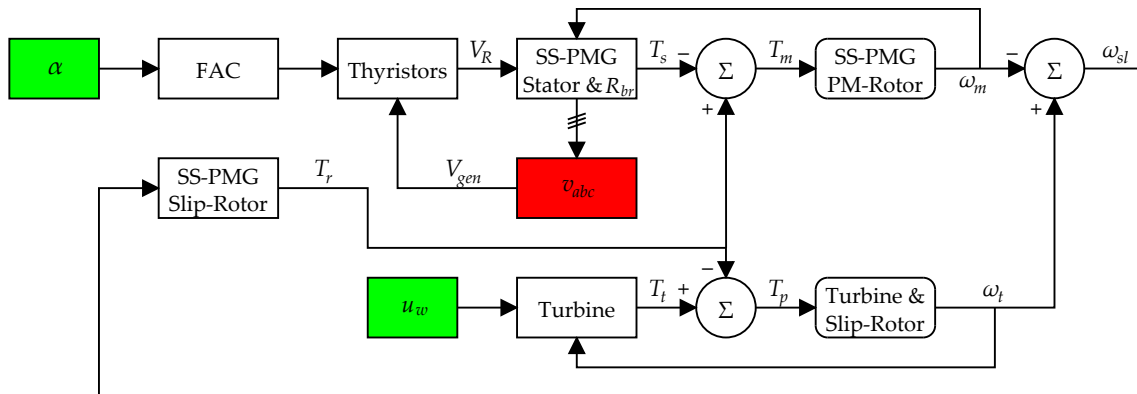 α
FAC
Thyristors
V_R
SS-PMG
Stator & R_br
T_s
−
Σ
+
T_m
SS-PMG
PM-Rotor
ω_m
−
Σ
+
ω_sl
SS-PMG
Slip-Rotor
T_r
V_gen
v_abc
u_w
Turbine
T_t
+
−
Σ
T_p
Turbine &
Slip-Rotor
ω_t